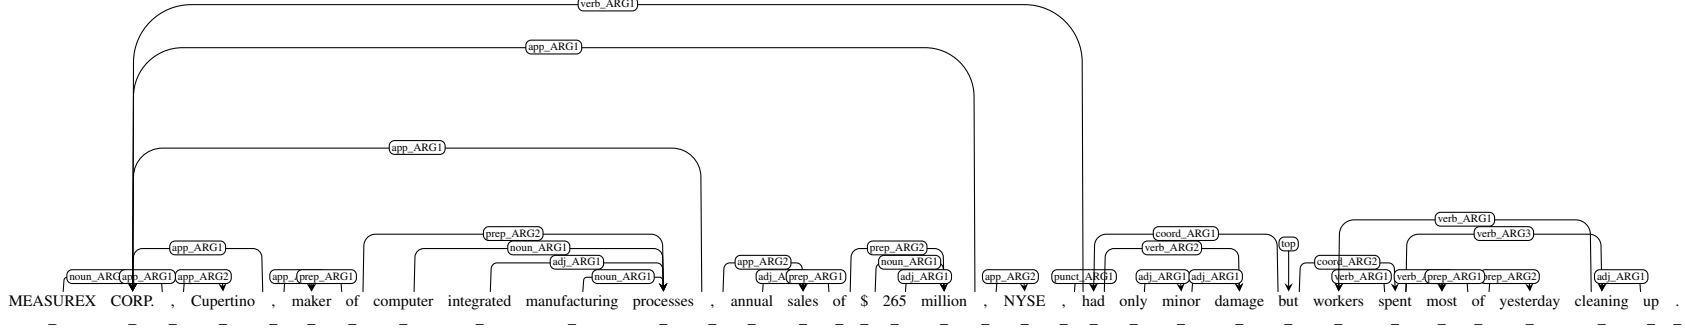 verb_ARG1
app_ARG1
app_ARG1
verb_ARG1
prep_ARG2 coord_ARG1 verb_ARG3
app_ARG1 noun_ARG1 prep_ARG2 verb_ARG2 top
adj_ARG1 app_ARG2 noun_ARG1 coord_ARG2
app_ARG1 app_ARG2 prep_ARG1 noun_ARG1 prep_ARG1 adj_ARG1 app_ARG2 punct_ARG1 adj_ARG1 adj_ARG1 verb_ARG1 prep_ARG1 adj_ARG1
MEASUREX CORP. , Cupertino , maker of computer integrated manufacturing processes , annual sales of $ 265 million , NYSE , had only minor damage but workers spent most of yesterday cleaning up .